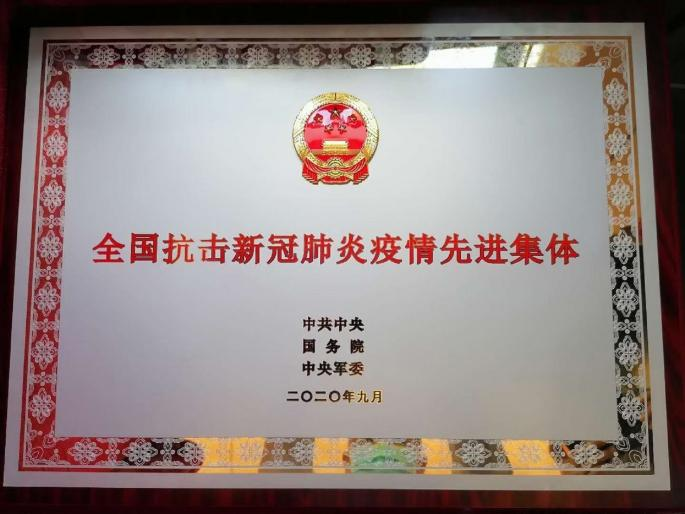 全国抗击新冠肺炎疫情先进集体
中共中央
国务院
中央军委
二〇二〇年九月